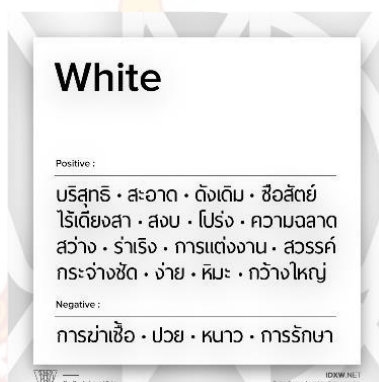 White
Positive :
บริสุทธิ • สะอาด • ดังเดิม • ซือสัตย์
ไร้เดียงสา • สงบ • โปร่ง • ความฉลาด
สว่าง • ร่าเริง • การแต่งงาน • สวรรค์
กระจ่างชัด • ง่าย • หิมะ • กว้างใหญ่
Negative :
การฆ่าเชื้อ • ปวย • หนาว • การรักษา
IDXW.NET